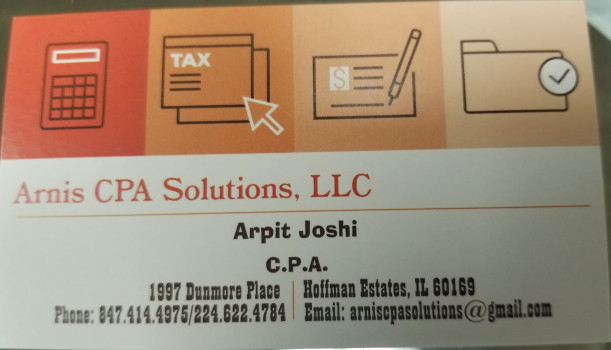 TAX
$
Arnis CPA Solutions, LLC
Arpit Joshi
C.P.A.
1997 Dunmore Place | Hoffman Estates, IL 60169
Phone: 847.414.4975/224.622.4784 | Email: arniscpasolutions@gmail.com